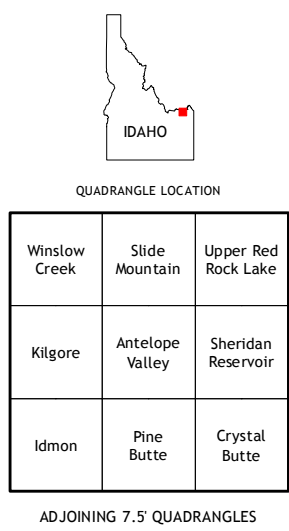 IDAHO
QUADRANGLE LOCATION
Winslow
Creek
Slide
Mountain
Upper Red
Rock Lake
Kilgore
Antelope
Valley
Sheridan
Reservoir
Idmon
Pine
Butte
Crystal
Butte
ADJOINING 7.5' QUADRANGLES